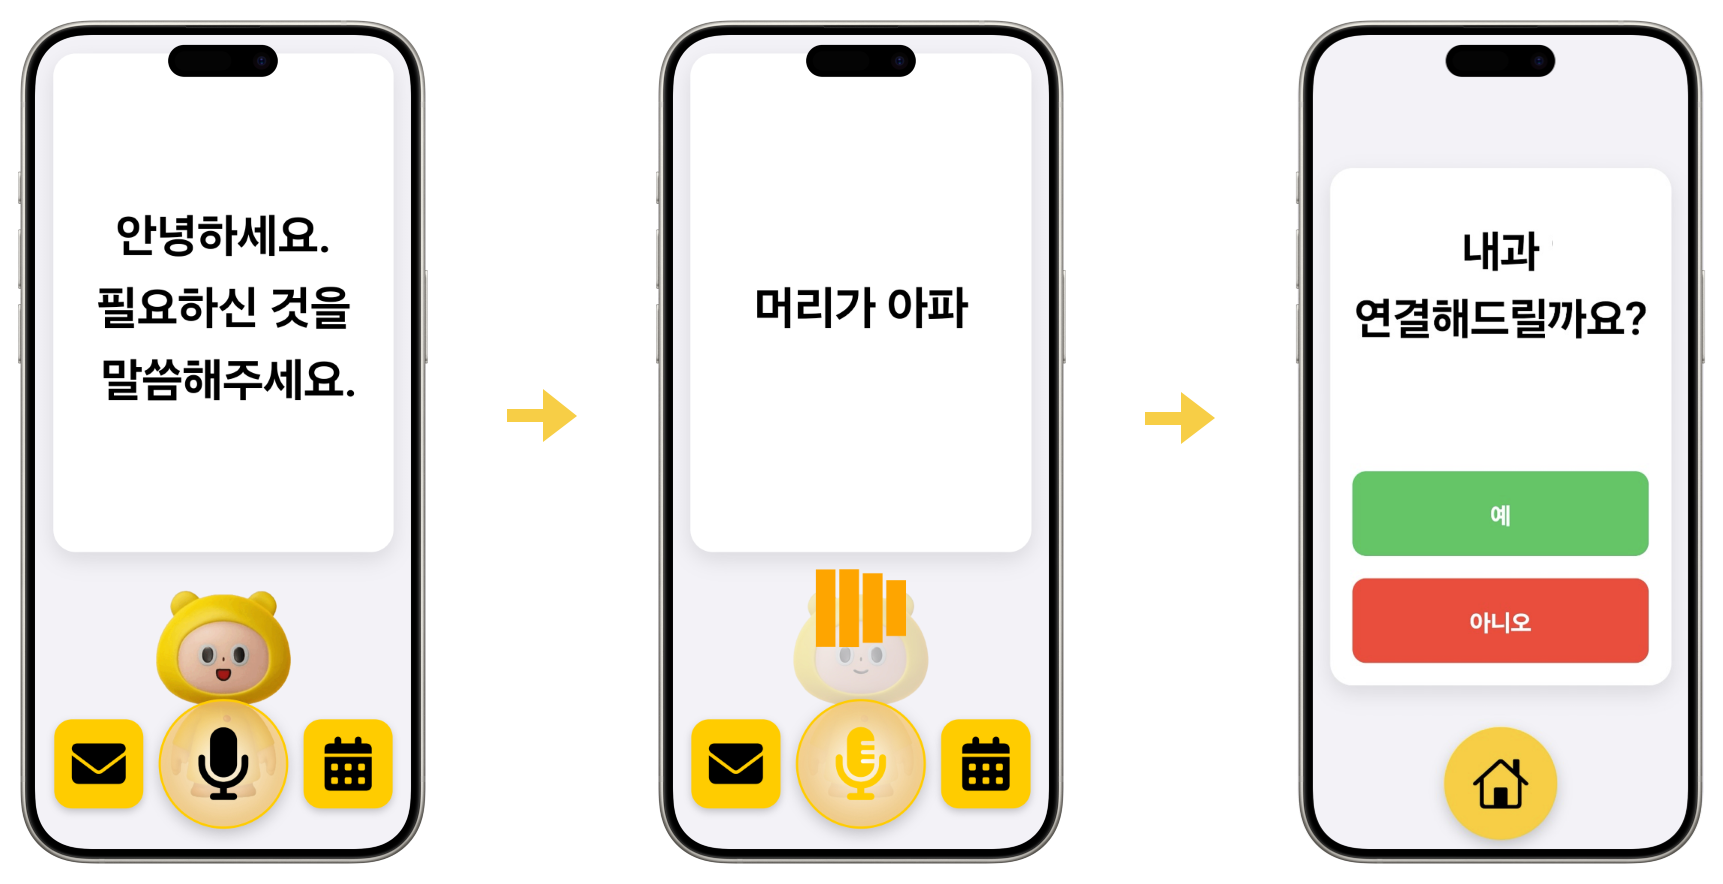 안녕하세요.
필요하신 것을
말씀해주세요.
머리가 아파
내과
연결해드릴까요?
예
아니오